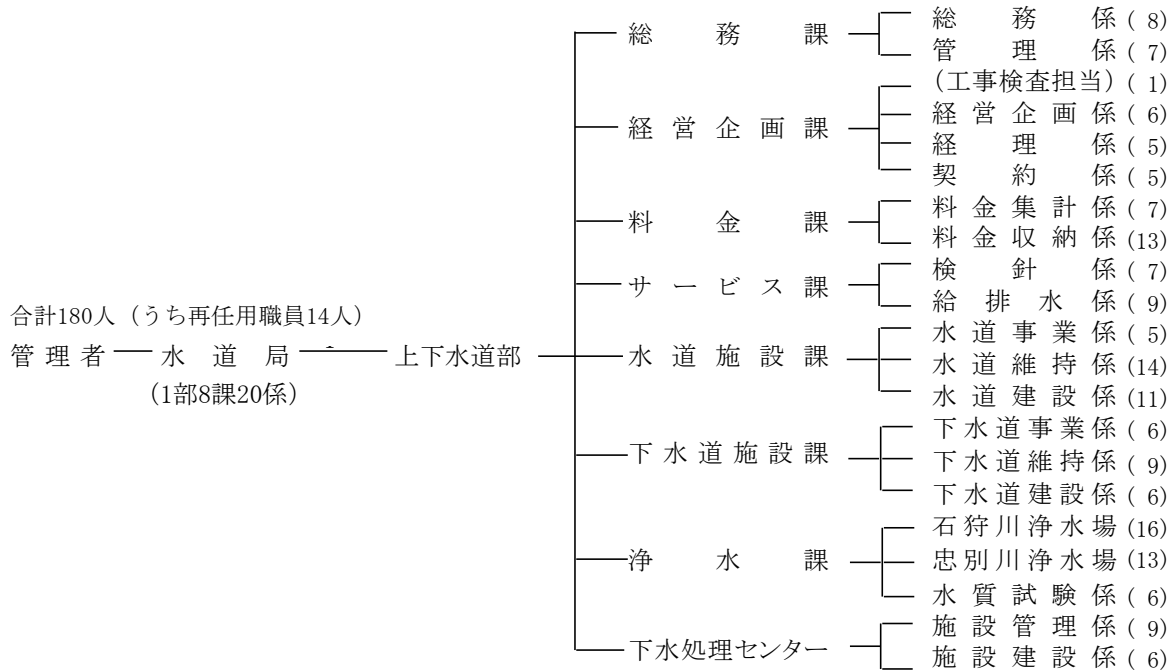 総務課
総務係 ( 8)
管理係 ( 7)
経営企画課
(工事検査担当) ( 1)
経営企画係 ( 6)
経理係 ( 5)
契約係 ( 5)
料金課
料金集計係 ( 7)
料金収納係 (13)
サービス課
検針係 ( 7)
給排水係 ( 9)
合計180人（うち再任用職員14人）
管理者 水道局 上下水道部
(1部8課20係)
水道施設課
水道事業係 ( 5)
水道維持係 (14)
水道建設係 (11)
下水道施設課
下水道事業係 ( 6)
下水道維持係 ( 9)
下水道建設係 ( 6)
浄水課
石狩川浄水場 (16)
忠別川浄水場 (13)
水質試験係 ( 6)
下水処理センター
施設管理係 ( 9)
施設建設係 ( 6)